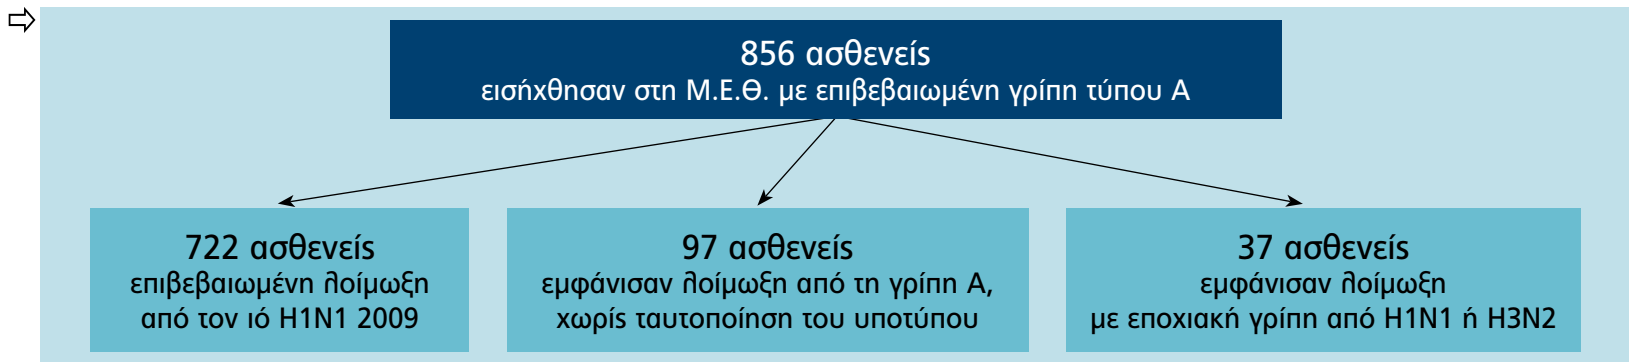 856 ασθενείς
εισήχθησαν στη Μ.Ε.Θ. με επιβεβαιωμένη γρίπη τύπου Α
722 ασθενείς
επιβεβαιωμένη λοίμωξη
από τον ιό H1N1 2009
97 ασθενείς
εμφάνισαν λοίμωξη από τη γρίπη Α,
χωρίς ταυτοποίηση του υποτύπου
37 ασθενείς
εμφάνισαν λοίμωξη
με εποχιακή γρίπη από H1N1 ή H3N2